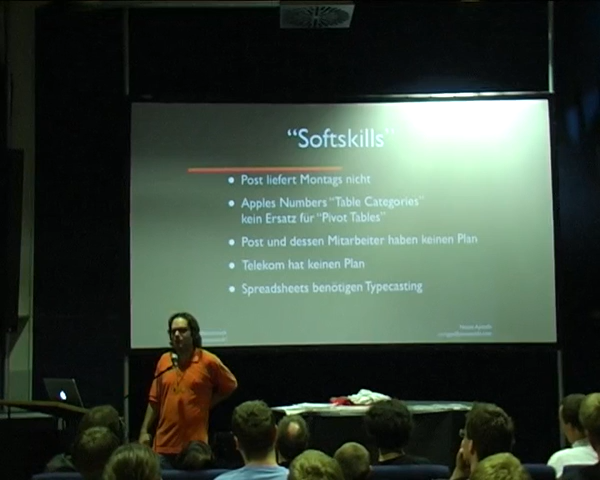 “Softskills”
Post liefert Montags nicht
Apples Numbers “Table Categories”
kein Ersatz für “Pivot Tables”
Post und dessen Mitarbeiter haben keinen Plan
Telekom hat keinen Plan
Spreadsheets benötigen Typecasting